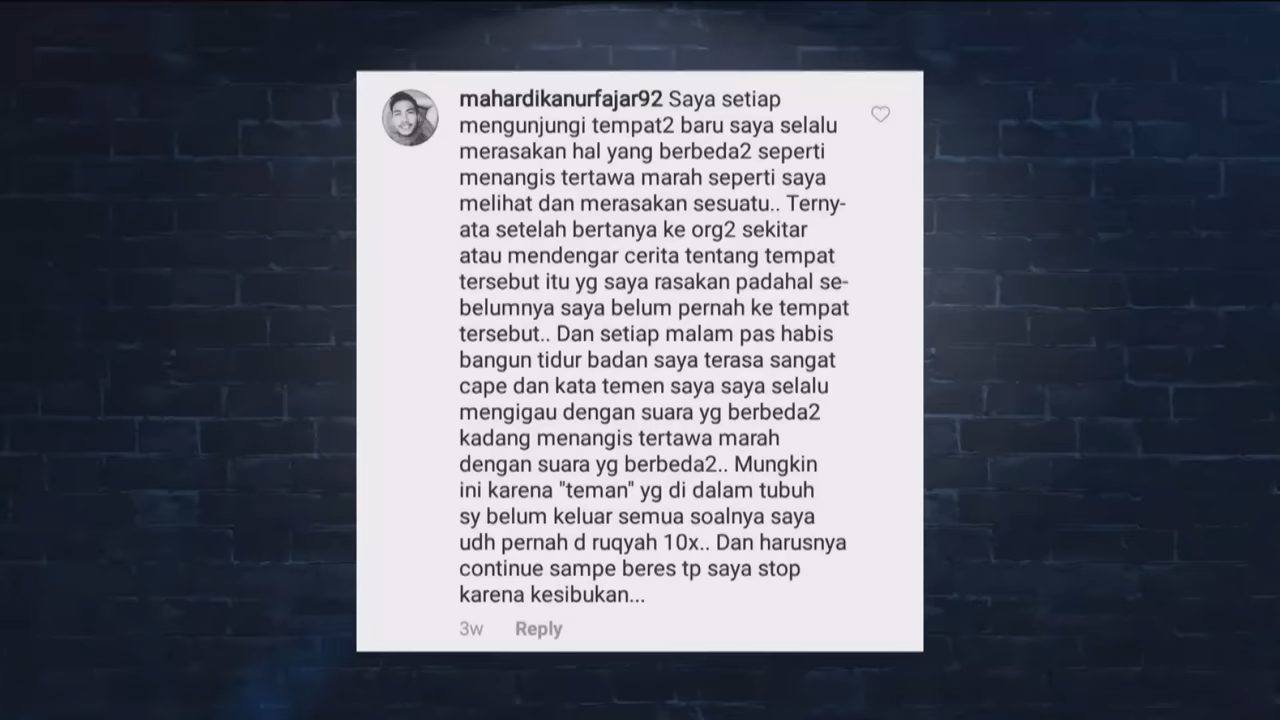 mahardikanurfajar92 Saya setiap
mengunjungi tempat2 baru saya selalu
merasakan hal yang berbeda2 seperti
menangis tertawa marah seperti saya
melihat dan merasakan sesuatu.. Terny-
ata setelah bertanya ke org2 sekitar
atau mendengar cerita tentang tempat
tersebut itu yg saya rasakan padahal se-
belumnya saya belum pernah ke tempat
tersebut.. Dan setiap malam pas habis
bangun tidur badan saya terasa sangat
cape dan kata temen saya saya selalu
mengigau dengan suara yg berbeda2
kadang menangis tertawa marah
dengan suara yg berbeda2.. Mungkin
ini karena "teman" yg di dalam tubuh
sy belum keluar semua soalnya saya
udh pernah d ruqyah 10x.. Dan harusnya
continue sampe beres tp saya stop
karena kesibukan...
3w Reply